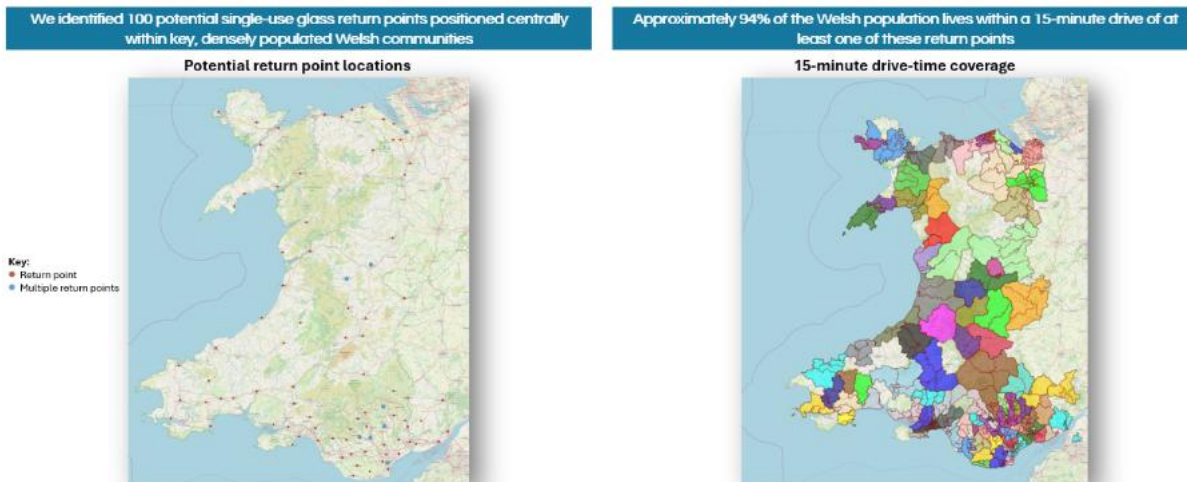 We identified 100 potential single-use glass return points positioned centrally
within key, densely populated Welsh communities
Potential return point locations
Key:
Return point
Multiple return points
Approximately 94% of the Welsh population lives within a 15-minute drive of at
least one of these return points
15-minute drive-time coverage